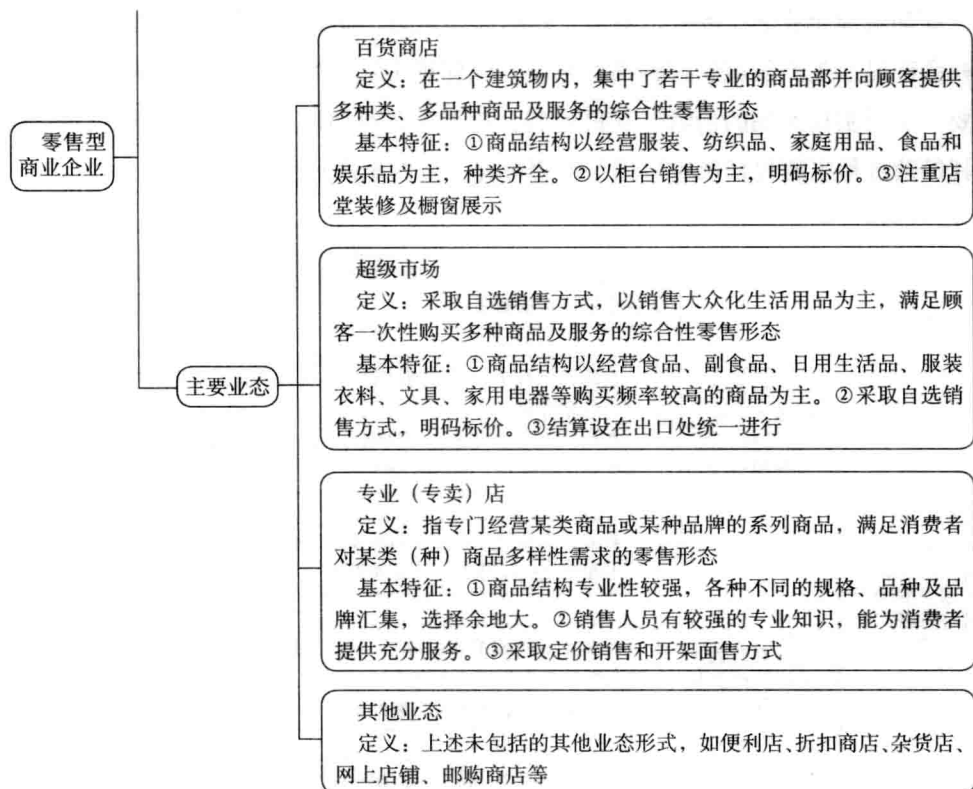 零售型
商业企业
主要业态
百货商店
定义：在一个建筑物内，集中了若干专业的商品部并向顾客提供
多种类、多品种商品及服务的综合性零售形态
基本特征：①商品结构以经营服装、纺织品、家庭用品、食品和
娱乐品为主，种类齐全。②以柜台销售为主，明码标价。③注重店
堂装修及橱窗展示
超级市场
定义：采取自选销售方式，以销售大众化生活用品为主，满足顾
客一次性购买多种商品及服务的综合性零售形态
基本特征：①商品结构以经营食品、副食品、日用生活品、服装
衣料、文具、家用电器等购买频率较高的商品为主。②采取自选销
售方式，明码标价。③结算设在出口处统一进行
专业（专卖）店
定义：指专门经营某类商品或某种品牌的系列商品，满足消费者
对某类（种）商品多样性需求的零售形态
基本特征：①商品结构专业性较强，各种不同的规格、品种及品
牌汇集，选择余地大。②销售人员有较强的专业知识，能为消费者
提供充分服务。③采取定价销售和开架面售方式
其他业态
定义：上述未包括的其他业态形式，如便利店、折扣商店、杂货店、
网上店铺、邮购商店等